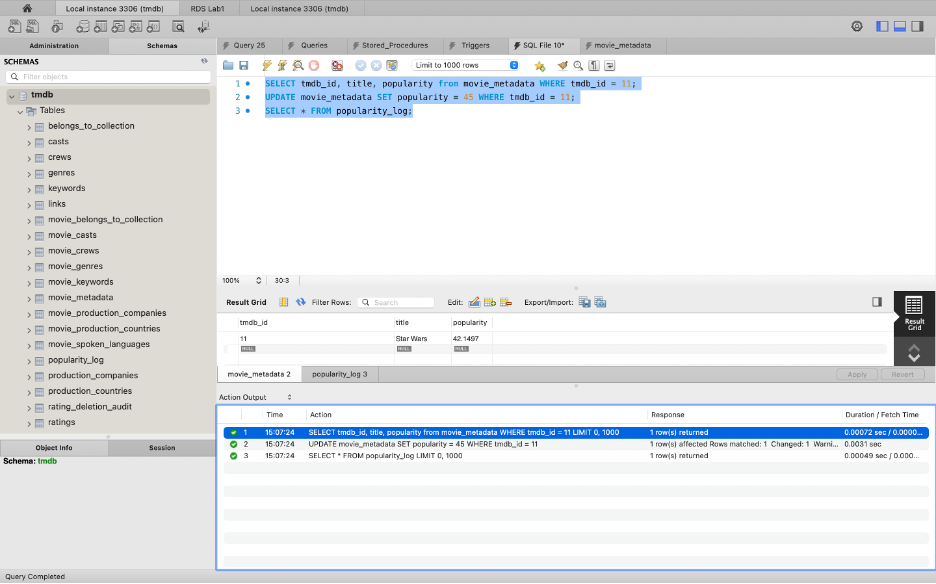 Local instance 3306 (tmdb) RDS Lab1 Local instance 3306 (tmdb)
Administration Schemas
Query 25 Queries Stored_Procedures Triggers SQL File 10* movie_metadata
SCHEMAS
Filter objects
Limit to 1000 rows
tmdb
Tables
belongs_to_collection
casts
crews
genres
keywords
links
movie_belongs_to_collection
movie_casts
movie_crews
movie_genres
movie_keywords
movie_metadata
movie_production_companies
movie_production_countries
movie_spoken_languages
popularity_log
production_companies
production_countries
rating_deletion_audit
ratings
Object Info Session
Schema: tmdb
1 SELECT tmdb_id, title, popularity from movie_metadata WHERE tmdb_id = 11;
2 UPDATE movie_metadata SET popularity = 45 WHERE tmdb_id = 11;
3 SELECT * FROM popularity_log;
100% 30:3
Result Grid Filter Rows: Search Edit: Export/Import:
Result
Grid
tmdb_id title popularity
11 Star Wars 42.1497
NULL NULL NULL
movie_metadata 2 popularity_log 3 Apply Revert
Action Output
Time Action Response Duration / Fetch Time
1 15:07:24 SELECT tmdb_id, title, popularity from movie_metadata WHERE tmdb_id = 11 LIMIT 0, 1000 1 row(s) returned 0.00072 sec / 0.0000...
2 15:07:24 UPDATE movie_metadata SET popularity = 45 WHERE tmdb_id = 11 1 row(s) affected Rows matched: 1 Changed: 1 Warni... 0.0031 sec
3 15:07:24 SELECT * FROM popularity_log LIMIT 0, 1000 1 row(s) returned 0.00049 sec / 0.000...
Query Completed